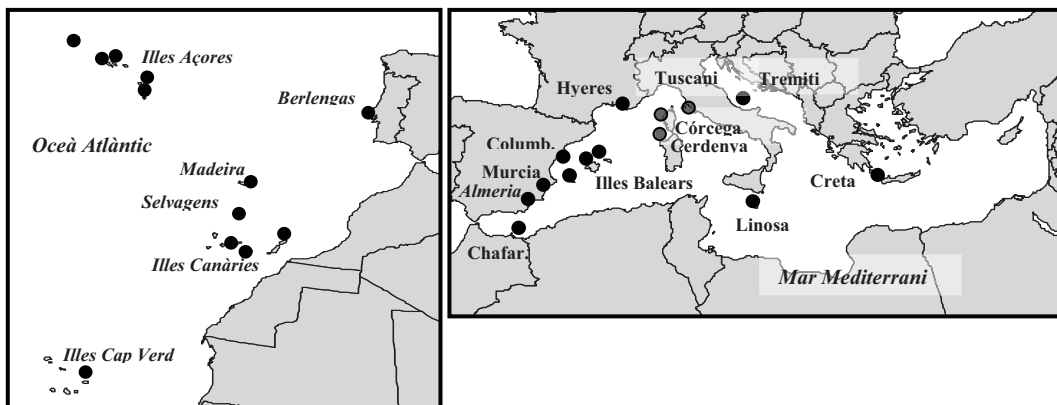 Illes Açores
Berlengas
Oceà Atlàntic
Madeira
Selvagens
Illes Canàries
Illes Cap Verd
Tuscani
Tremiti
Hyeres
Córcega
Cerdenya
Columb.
Murcia
Illes Balears
Almeria
Creta
Linosa
Chafar.
Mar Mediterrani